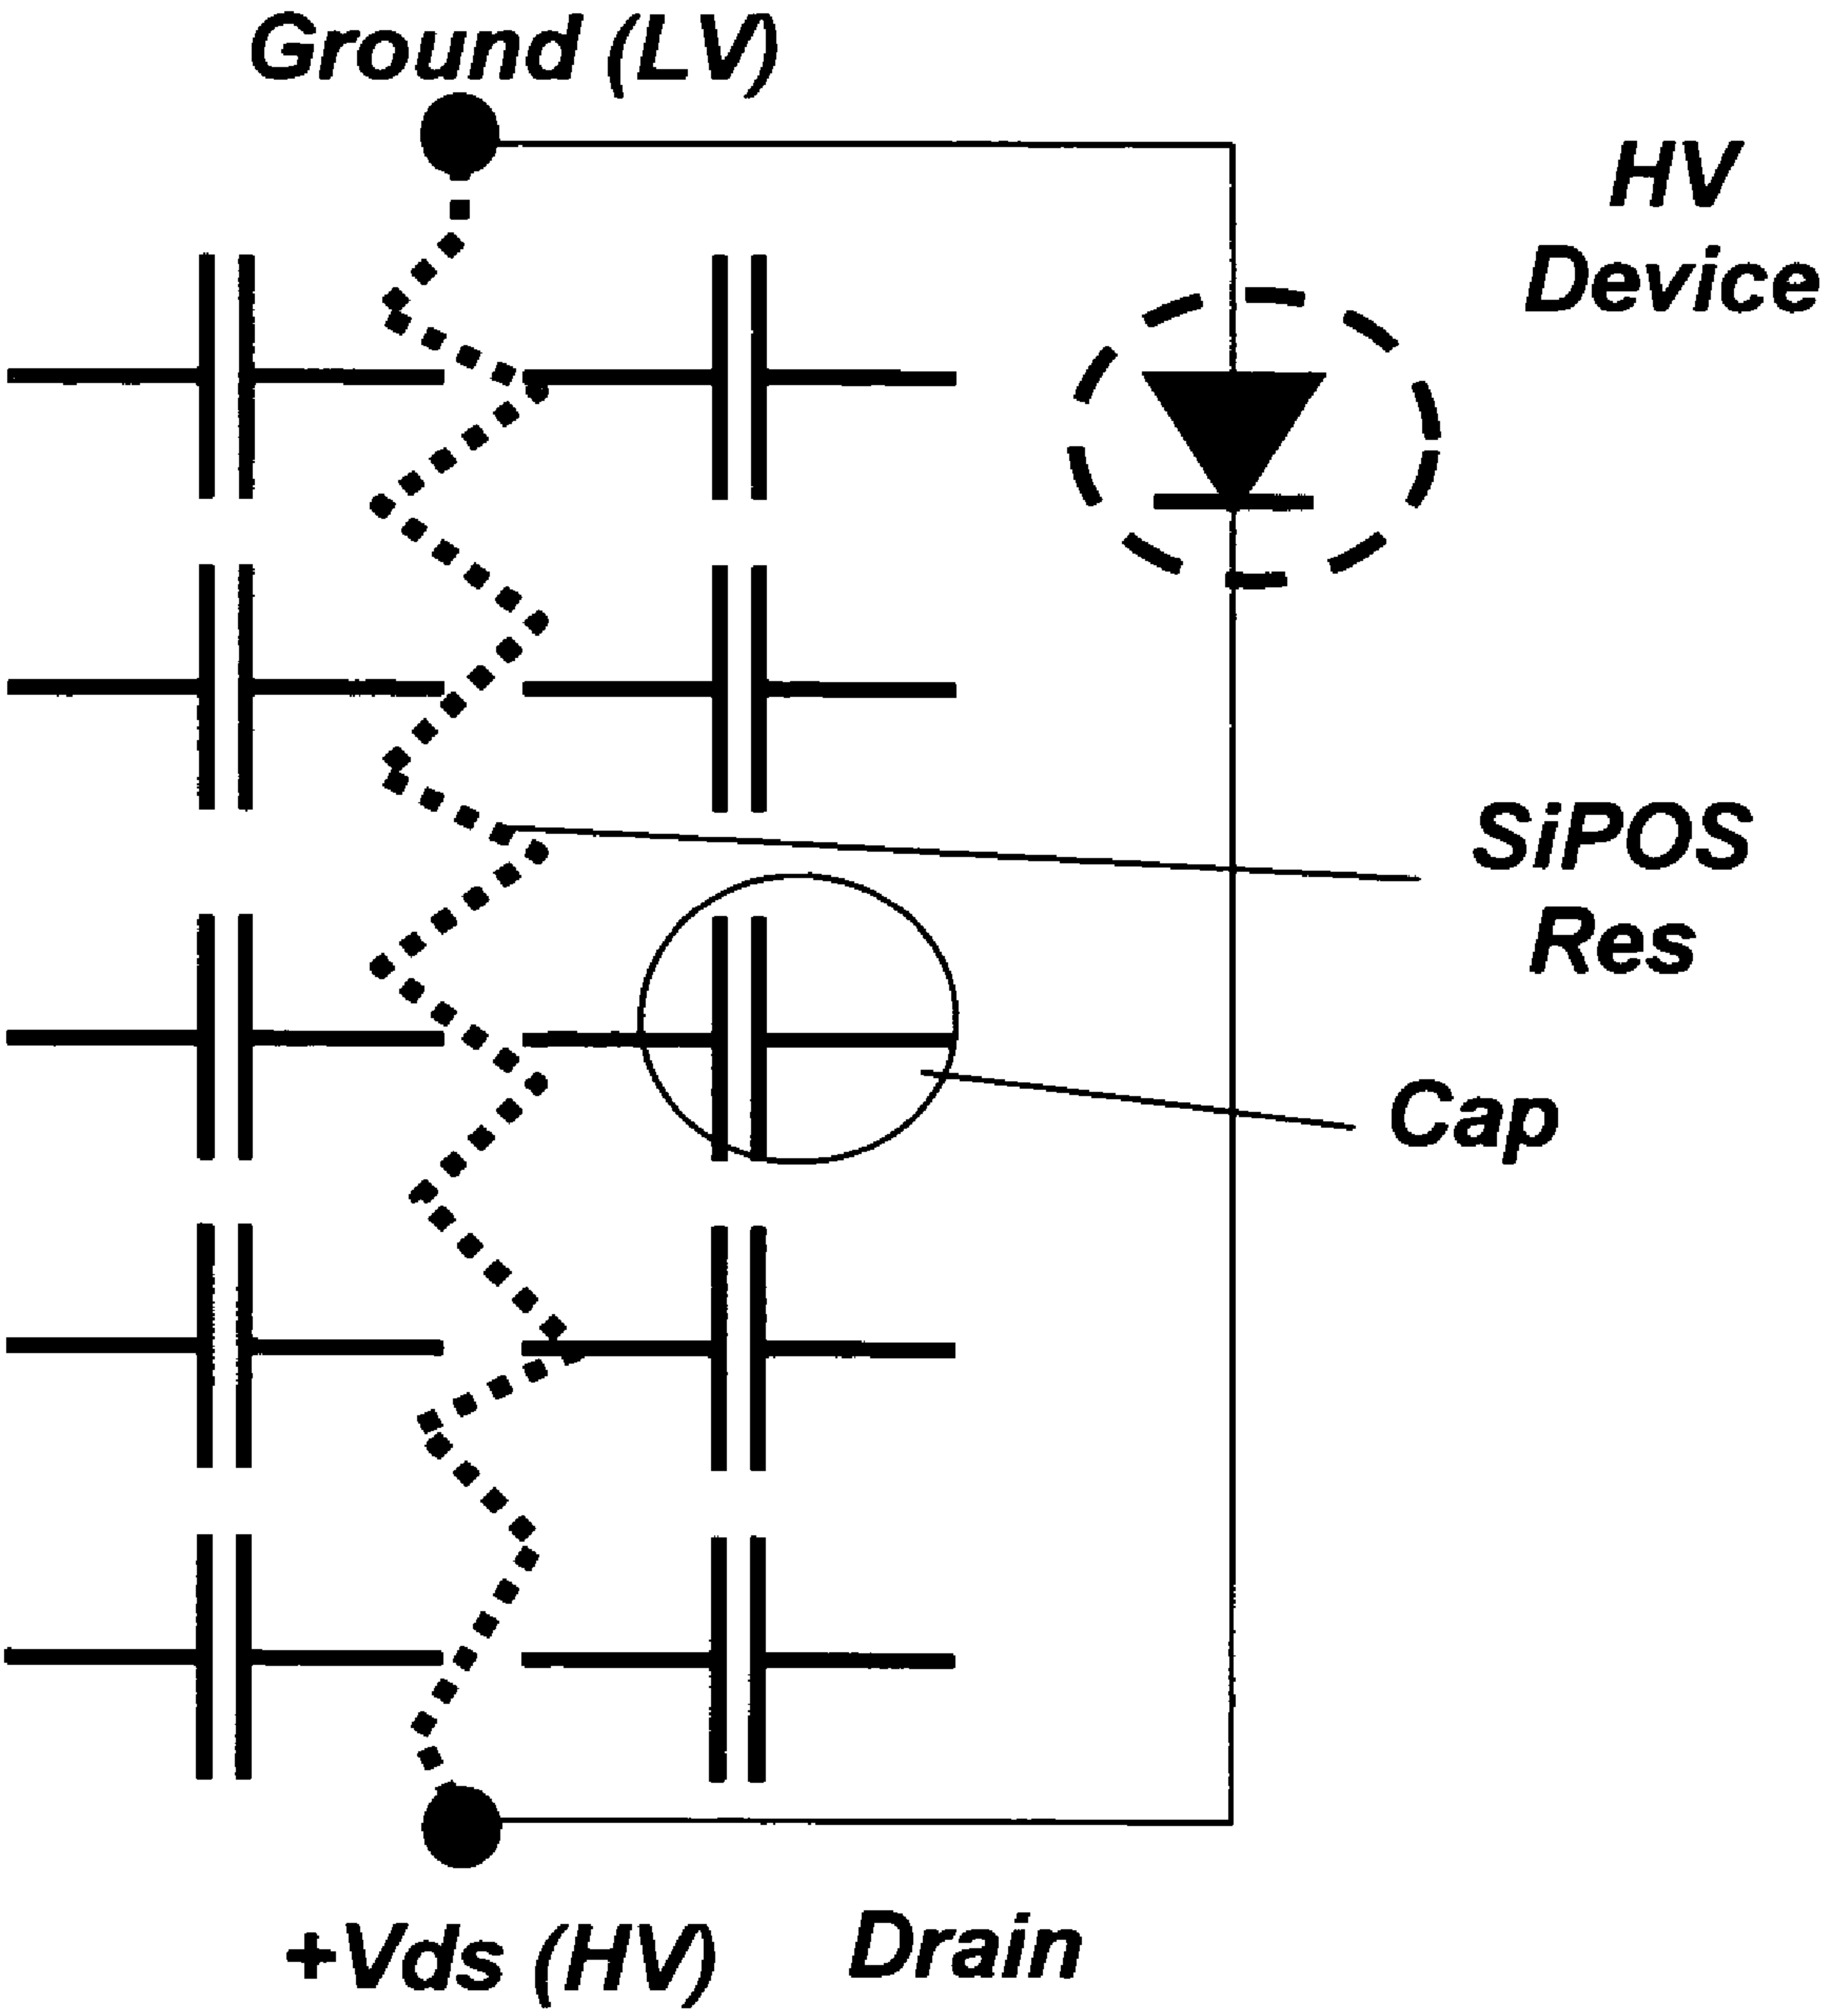 Ground (LV)
HV
Device
SiPOS
Res
Cap
+Vds (HV)
Drain